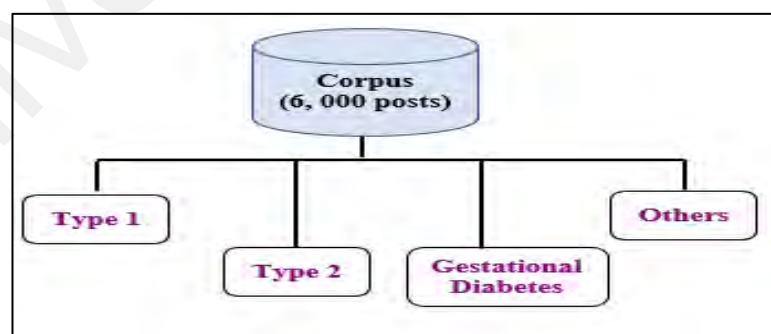 Corpus
(6, 000 posts)
Type 1
Others
Type 2
Gestational
Diabetes